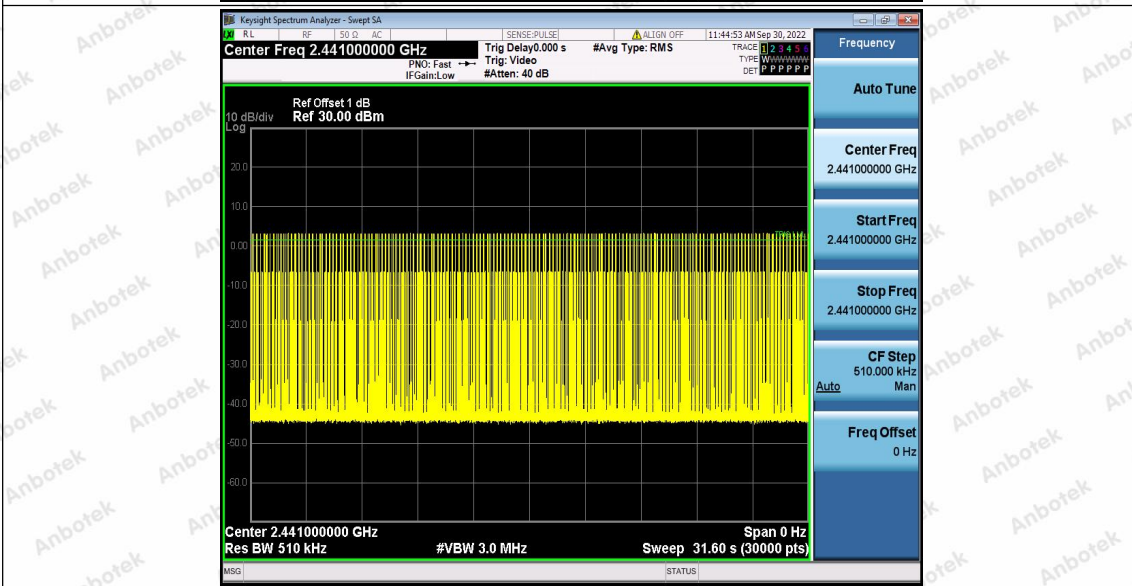 Keysight Spectrum Analyzer - Swept SA
LXI RL RF 50 Ω AC SENSE:PULSE ALIGN OFF 11:44:53 AM Sep 30, 2022
Center Freq 2.441000000 GHz
PNO: Fast
IFGain:Low
Trig Delay0.000 s
Trig: Video
#Atten: 40 dB
#Avg Type: RMS
TRACE 1 2 3 4 5 6
TYPE WWWWWW
DET P P P P P P
Ref Offset 1 dB
10 dB/div Ref 30.00 dBm
Log
20.0
10.0
0.00
-10.0
-20.0
-30.0
-40.0
-50.0
-60.0
Center 2.441000000 GHz Span 0 Hz
Res BW 510 kHz #VBW 3.0 MHz Sweep 31.60 s (30000 pts)
MSG STATUS
Frequency
Auto Tune
Center Freq
2.441000000 GHz
Start Freq
2.441000000 GHz
Stop Freq
2.441000000 GHz
CF Step
510.000 kHz
Auto Man
Freq Offset
0 Hz
Anbotek